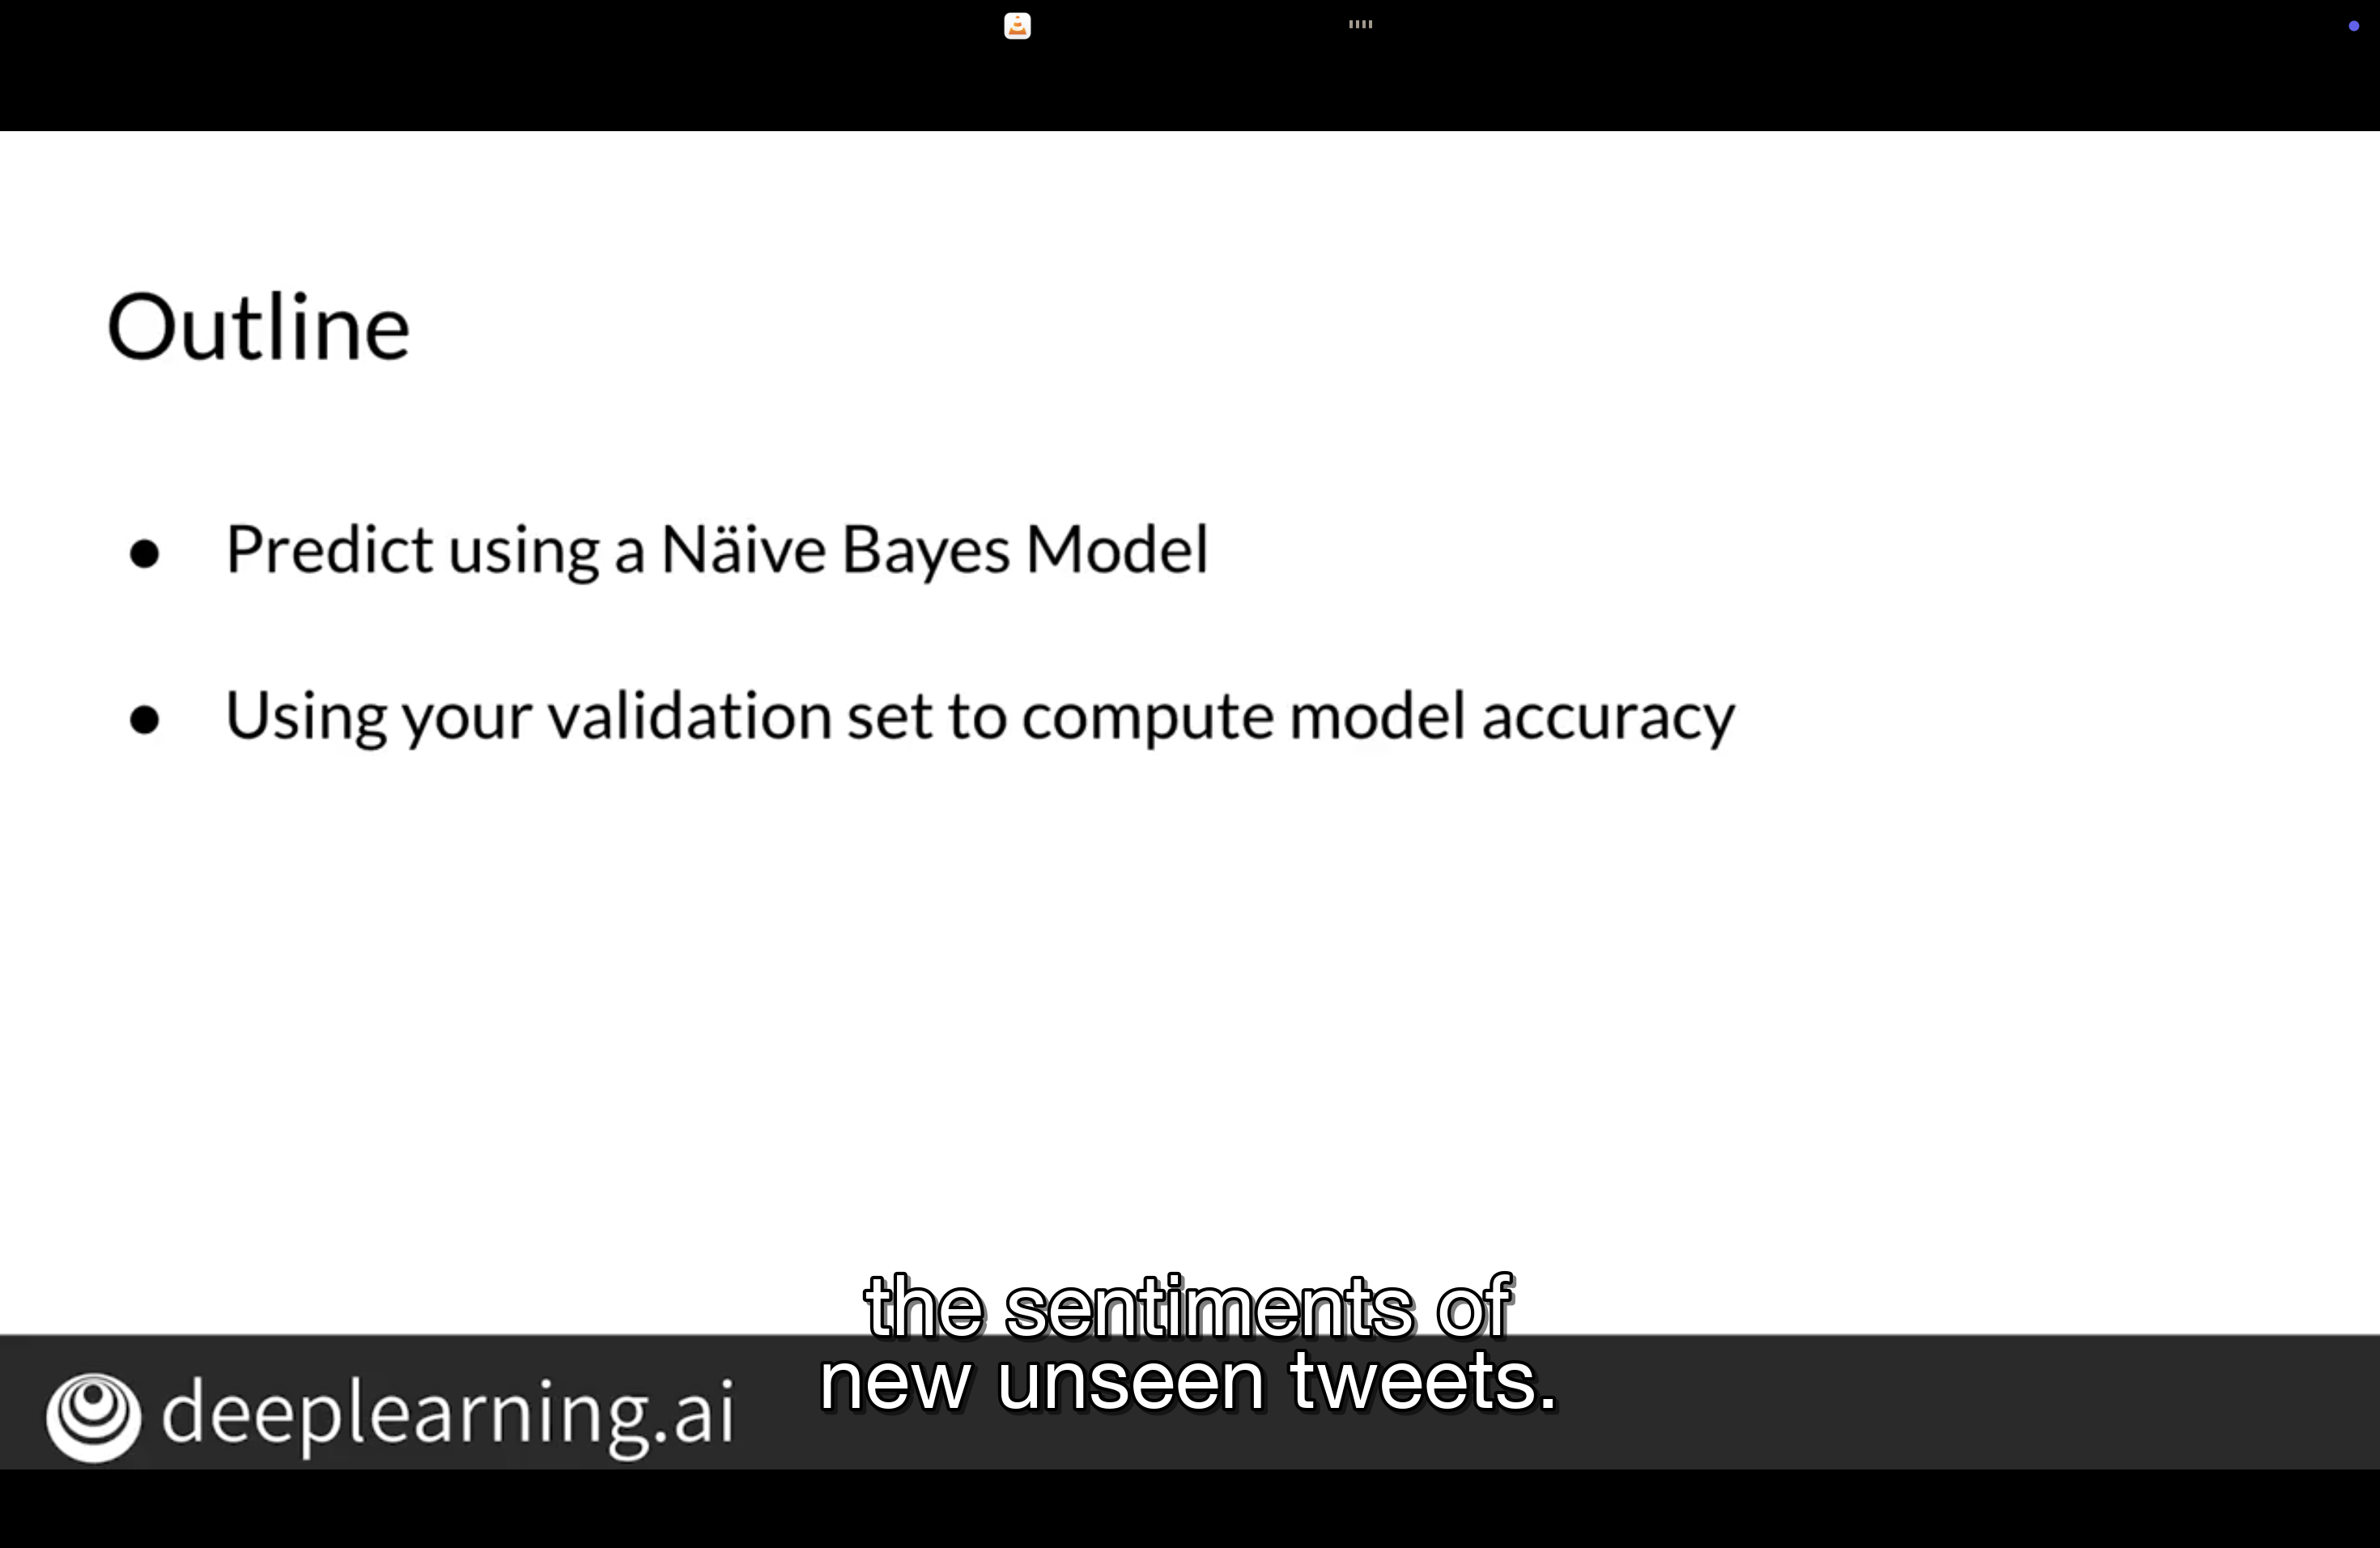 Outline
● Predict using a Näive Bayes Model
● Using your validation set to compute model accuracy
the sentiments of
new unseen tweets.
deeplearning.ai